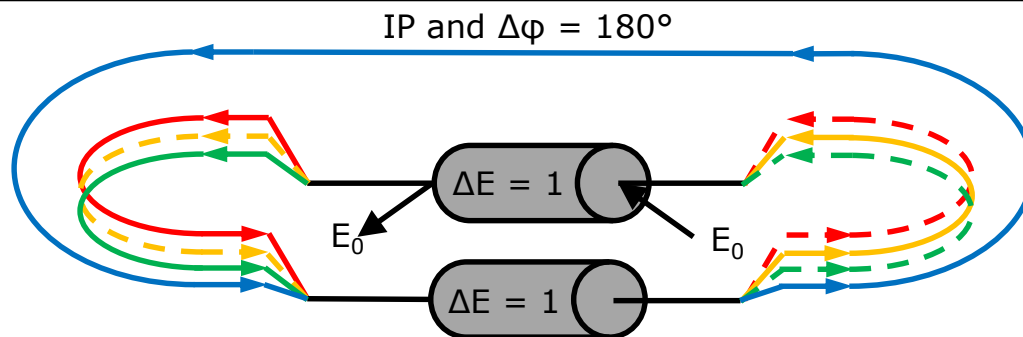 IP and Δφ = 180°
ΔE = 1
E₀
E₀
ΔE = 1